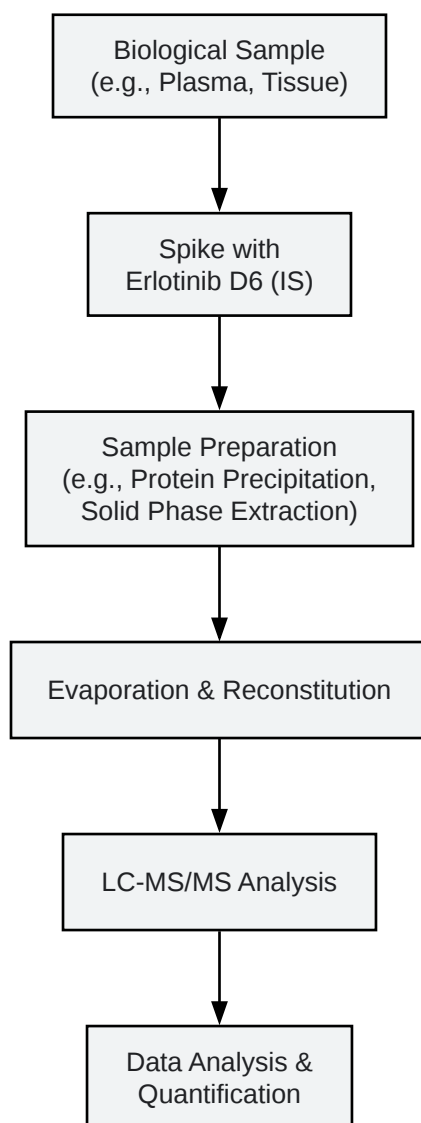 Biological Sample
(e.g., Plasma, Tissue)
Spike with
Erlotinib D6 (IS)
Sample Preparation
(e.g., Protein Precipitation,
Solid Phase Extraction)
Evaporation & Reconstitution
LC-MS/MS Analysis
Data Analysis &
Quantification